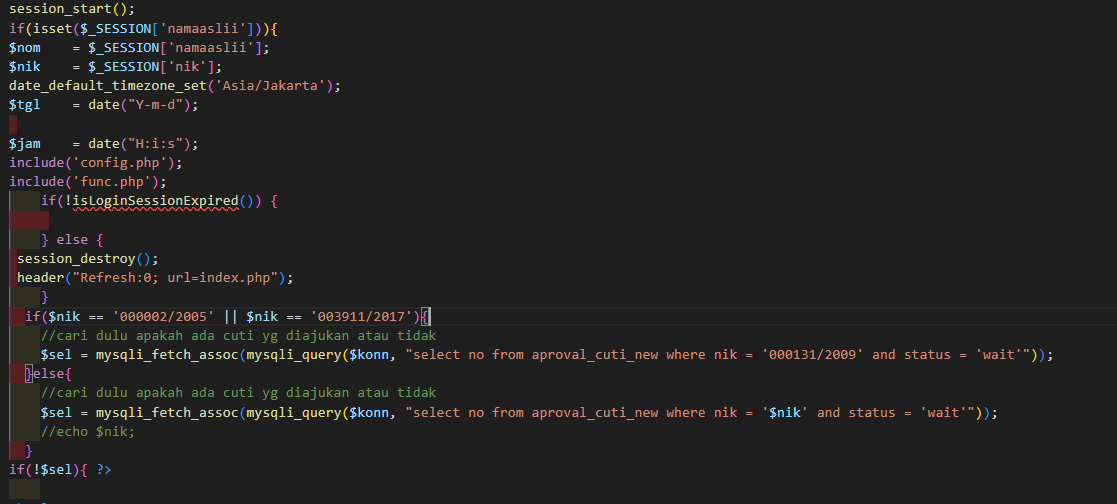 session_start();
if(isset($_SESSION['namaaslii'])){
$nom    = $_SESSION['namaaslii'];
$nik    = $_SESSION['nik'];
date_default_timezone_set('Asia/Jakarta');
$tgl    = date("Y-m-d");
$jam    = date("H:i:s");
include('config.php');
include('func.php');
    if(!isLoginSessionExpired()) {
    } else {
 session_destroy();
 header("Refresh:0; url=index.php");
    }
  if($nik == '000002/2005' || $nik == '003911/2017'){
    //cari dulu apakah ada cuti yg diajukan atau tidak
    $sel = mysqli_fetch_assoc(mysqli_query($konn, "select no from aproval_cuti_new where nik = '000131/2009' and status = 'wait'"));
  }else{
    //cari dulu apakah ada cuti yg diajukan atau tidak
    $sel = mysqli_fetch_assoc(mysqli_query($konn, "select no from aproval_cuti_new where nik = '$nik' and status = 'wait'"));
    //echo $nik;
  }
if(!$sel){ ?>